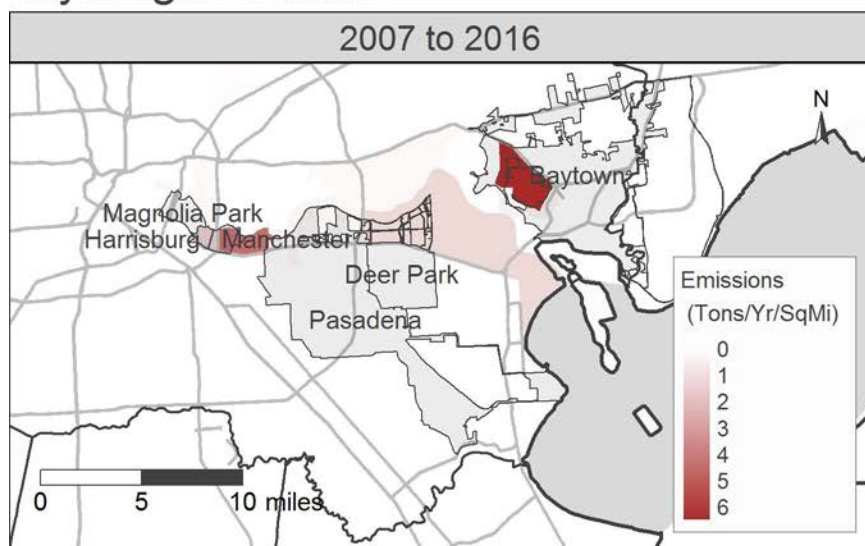 2007 to 2016
N
Baytown
Magnolia Park
Harrisburg / Manchester
Deer Park
Pasadena
Emissions
(Tons/Yr/SqMi)
0
1
2
3
4
5
6
0 5 10 miles